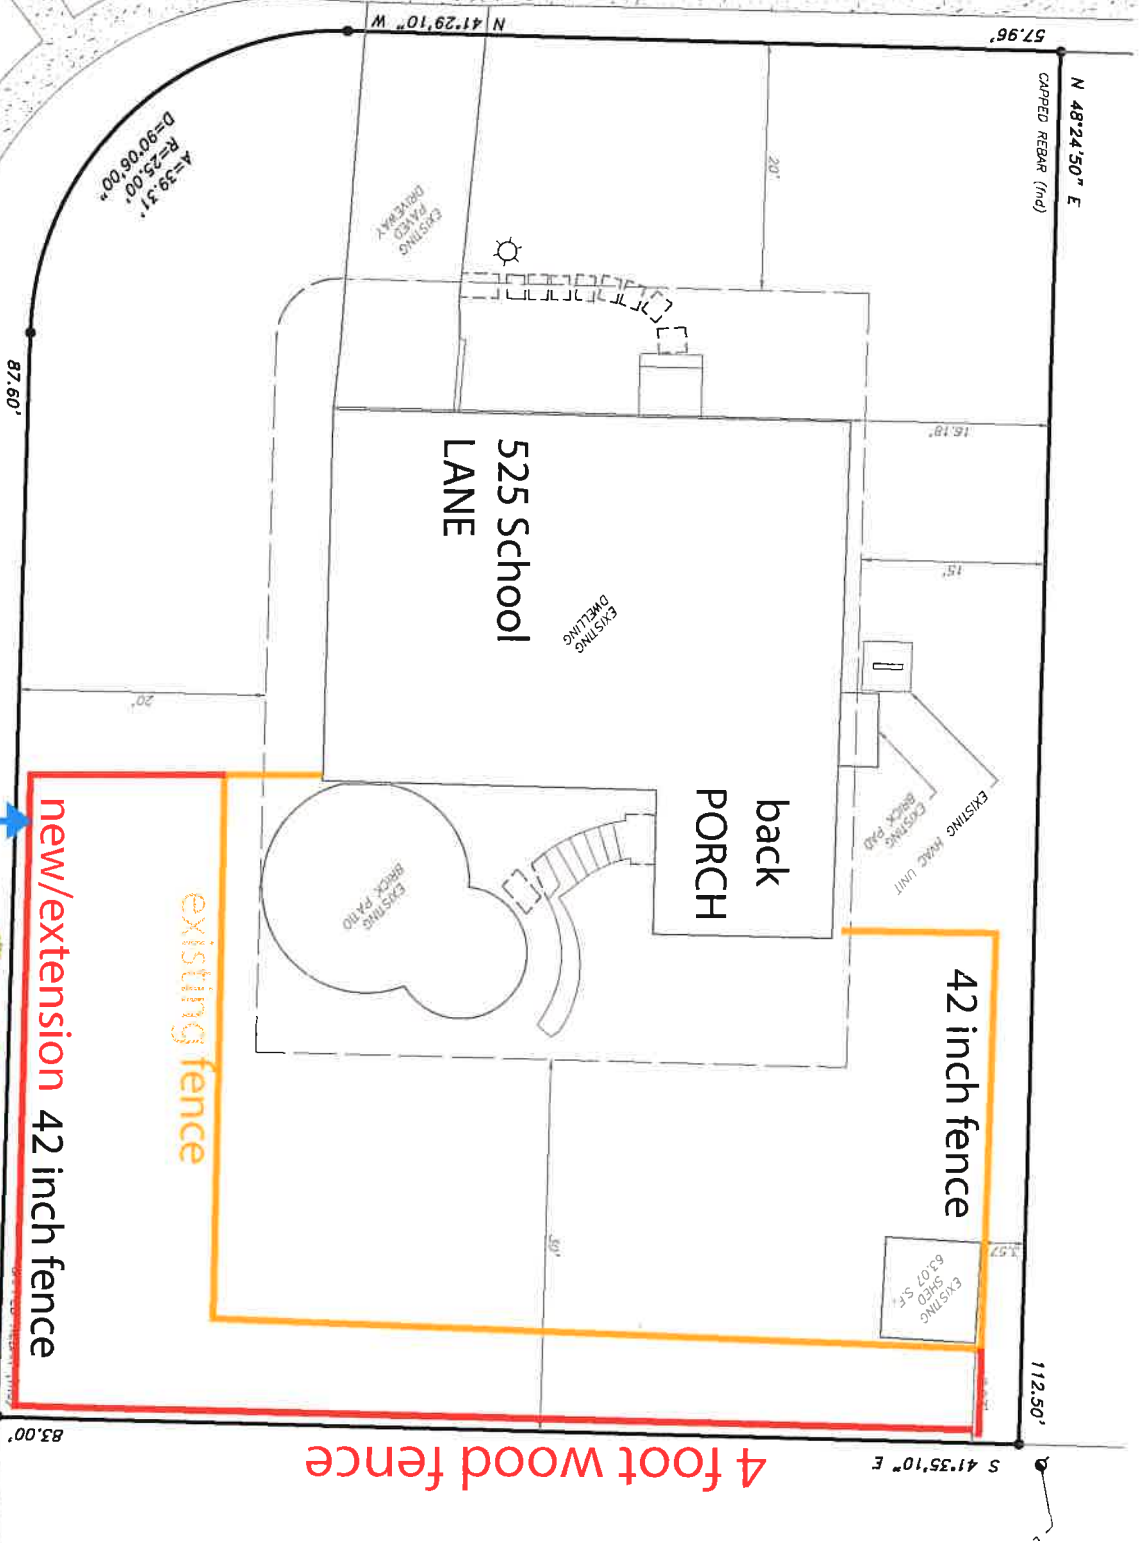 N 41°29'10" W
57.96'
N 48°24'50" E
CAPPED REBAR (fnd)
A=39.31'
R=25.00'
D=90°06'00"
EXISTING
PAVED
DRIVEWAY
20'
87.60'
16.18'
15'
525 School
LANE
EXISTING
DWELLING
20'
back
PORCH
EXISTING HVAC UNIT
EXISTING
BRICK PAD
EXISTING
BRICK PATIO
new/extension 42 inch fence
existing fence
42 inch fence
50'
3.57
EXISTING
SHED
63.07 S.F.
112.50'
83.00'
S 41°35'10" E
4 foot wood fence